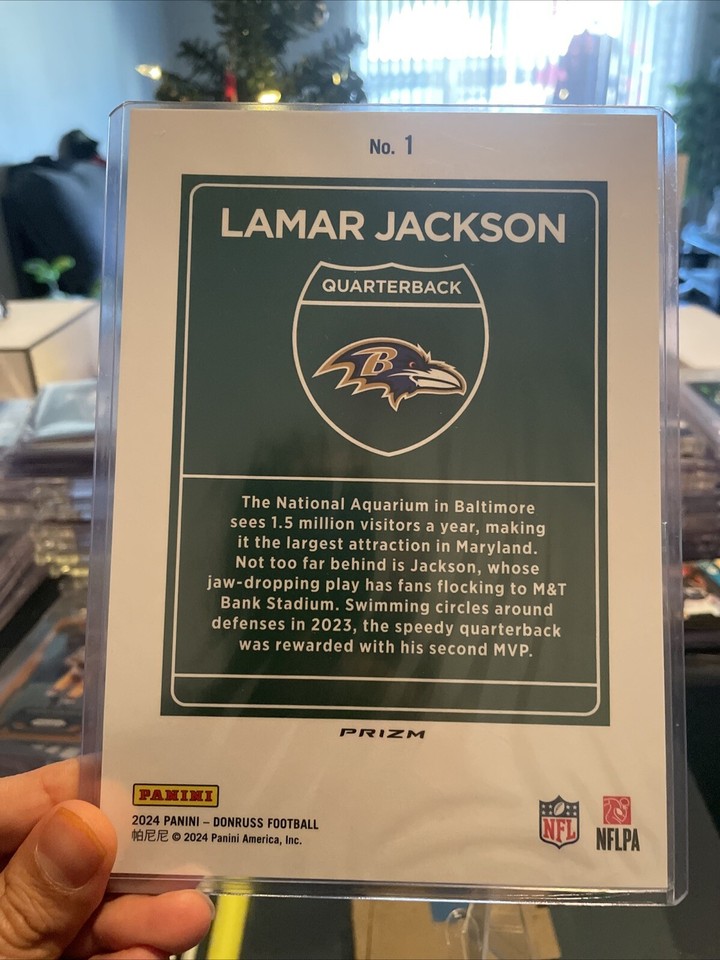 No. 1
LAMAR JACKSON
QUARTERBACK
B
The National Aquarium in Baltimore
sees 1.5 million visitors a year, making
it the largest attraction in Maryland.
Not too far behind is Jackson, whose
jaw-dropping play has fans flocking to M&T
Bank Stadium. Swimming circles around
defenses in 2023, the speedy quarterback
was rewarded with his second MVP.
PRIZM
PANINI
2024 PANINI – DONRUSS FOOTBALL
帕尼尼 © 2024 Panini America, Inc.
NFL
NFLPA